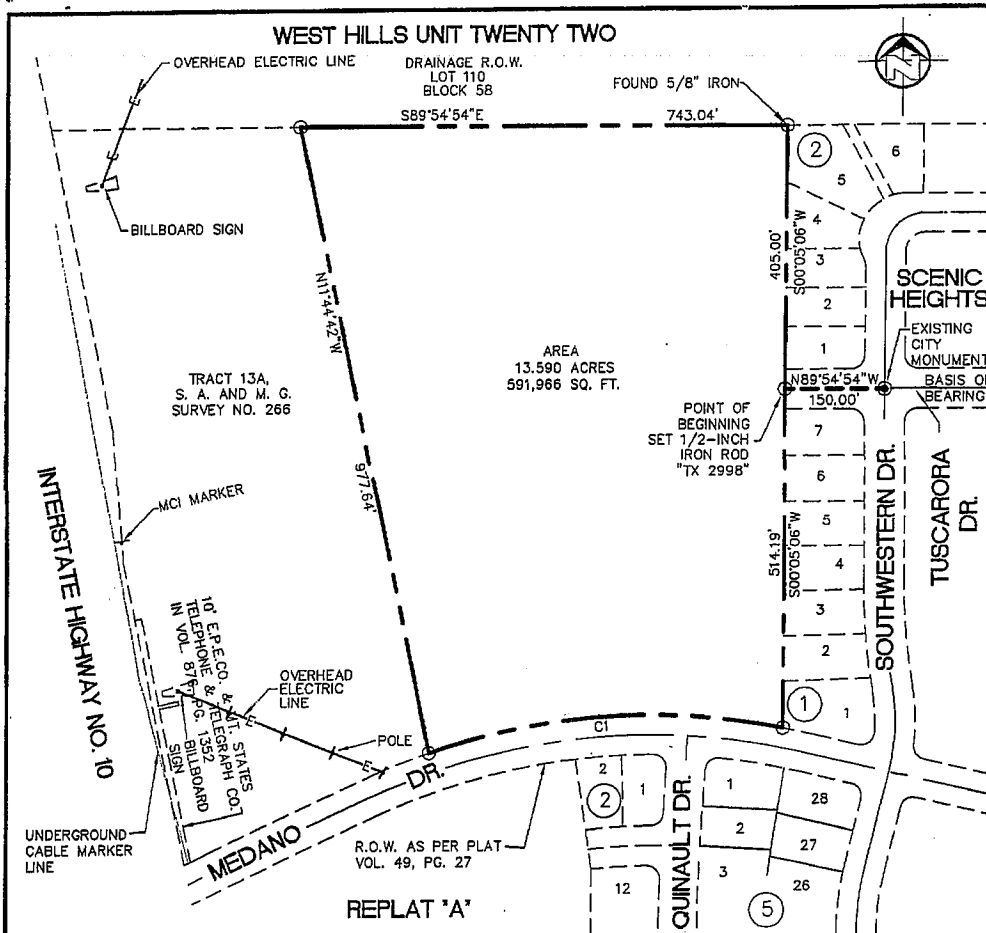 WEST HILLS UNIT TWENTY TWO
OVERHEAD ELECTRIC LINE
DRAINAGE R.O.W.
LOT 110
BLOCK 58
FOUND 5/8" IRON
N
S89°54'54"E
743.04'
2
6
5
4
3
2
1
BILLBOARD SIGN
405.00'
S00°05'06"W
SCENIC
HEIGHTS
EXISTING
CITY
MONUMENT
N11°44'42"W
AREA
13.590 ACRES
591,966 SQ. FT.
TRACT 13A,
S. A. AND M. G.
SURVEY NO. 266
N89°54'54"W
150.00'
BASIS OF
BEARING
POINT OF
BEGINNING
SET 1/2-INCH
IRON ROD
"TX 2998"
7
6
5
4
3
2
1
1
977.64'
514.19'
S00°05'06"W
SOUTHWESTERN DR.
TUSCARORA
DR.
MCI MARKER
INTERSTATE HIGHWAY NO. 10
10' E.P.E.CO. & MT. STATES
TELEPHONE & TELEGRAPH CO.
IN VOL. 876, PG. 1352
OVERHEAD
ELECTRIC
LINE
E
E
POLE
BILLBOARD
SIGN
C1
MEDANO DR.
UNDERGROUND
CABLE MARKER
LINE
R.O.W. AS PER PLAT
VOL. 49, PG. 27
2
2
1
12
QUINAULT DR.
1
2
3
28
27
26
5
REPLAT "A"